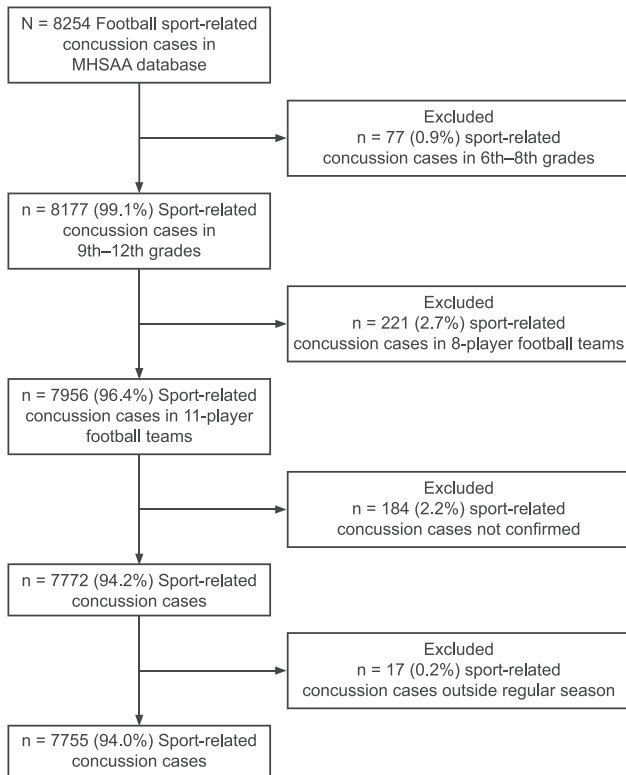 N = 8254 Football sport-related
concussion cases in
MHSAA database
Excluded
n = 77 (0.9%) sport-related
concussion cases in 6th–8th grades
n = 8177 (99.1%) Sport-related
concussion cases in
9th–12th grades
Excluded
n = 221 (2.7%) sport-related
concussion cases in 8-player football teams
n = 7956 (96.4%) Sport-related
concussion cases in 11-player
football teams
Excluded
n = 184 (2.2%) sport-related
concussion cases not confirmed
n = 7772 (94.2%) Sport-related
concussion cases
Excluded
n = 17 (0.2%) sport-related
concussion cases outside regular season
n = 7755 (94.0%) Sport-related
concussion cases